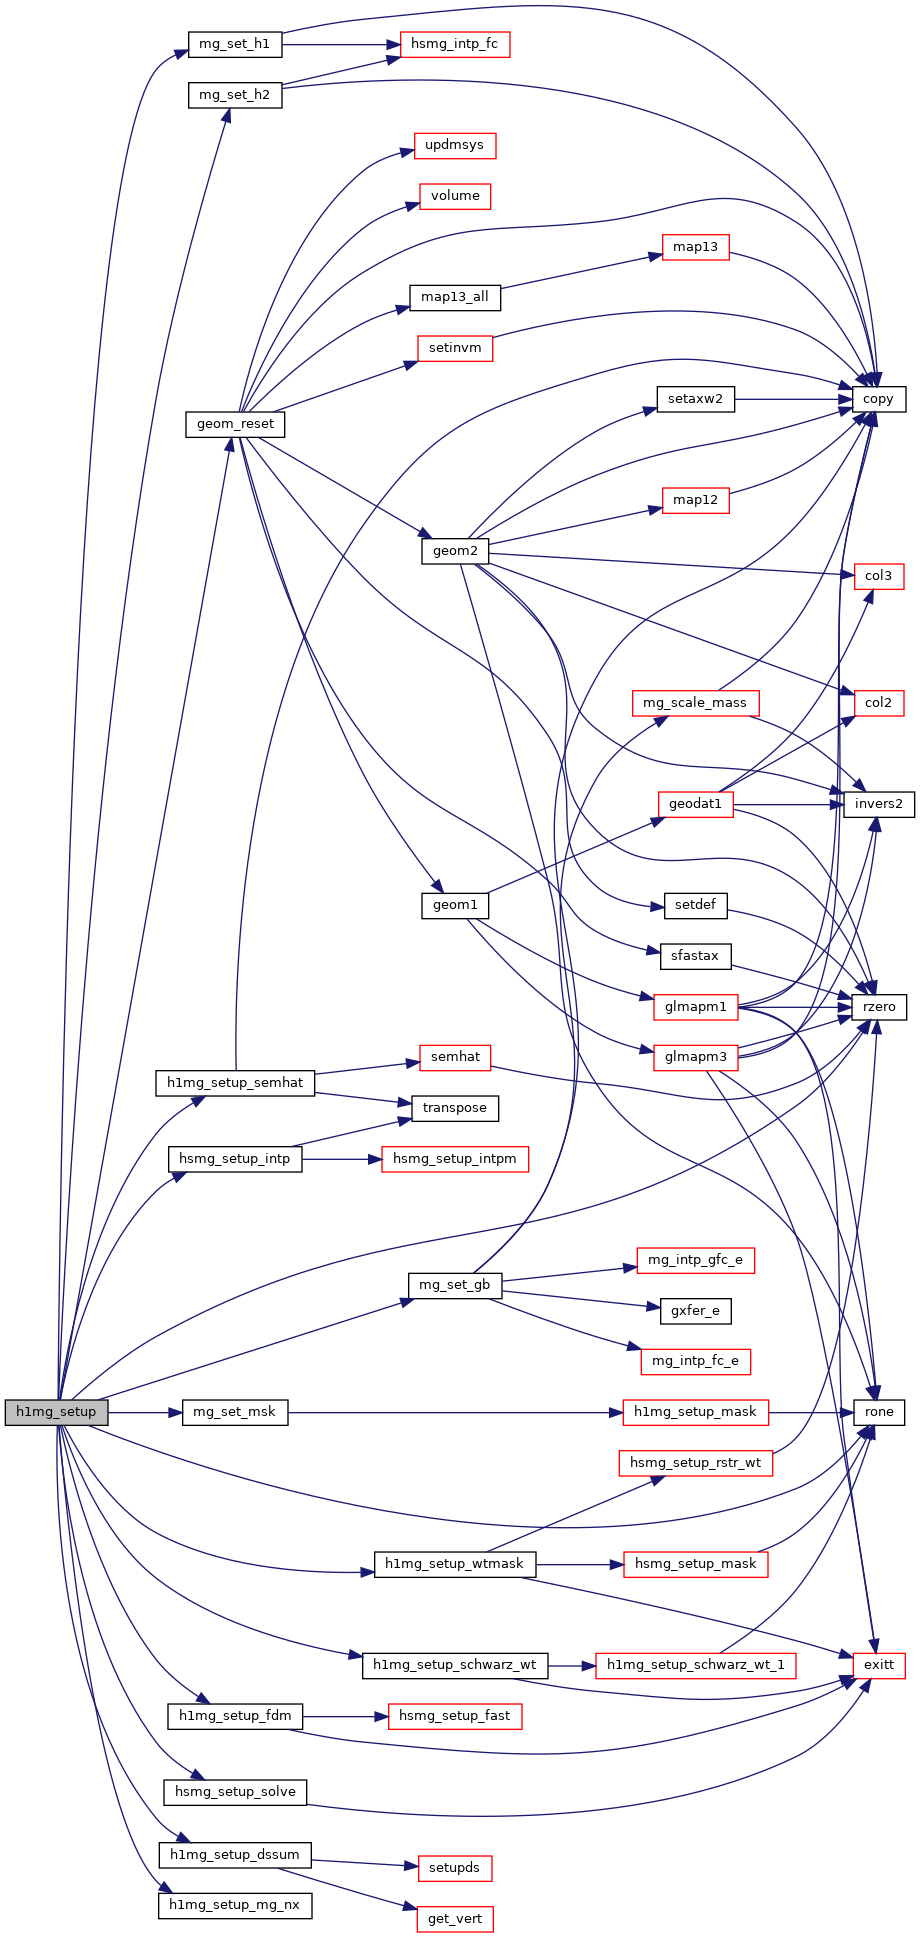 mg_set_h1
hsmg_intp_fc
mg_set_h2
updmsys
volume
map13
map13_all
setinvm
setaxw2
copy
geom_reset
map12
geom2
col3
mg_scale_mass
col2
geodat1
invers2
geom1
setdef
sfastax
glmapm1
rzero
glmapm3
semhat
h1mg_setup_semhat
transpose
hsmg_setup_intp
hsmg_setup_intpm
mg_intp_gfc_e
mg_set_gb
gxfer_e
mg_intp_fc_e
h1mg_setup
mg_set_msk
h1mg_setup_mask
rone
hsmg_setup_rstr_wt
h1mg_setup_wtmask
hsmg_setup_mask
h1mg_setup_schwarz_wt
h1mg_setup_schwarz_wt_1
exitt
h1mg_setup_fdm
hsmg_setup_fast
hsmg_setup_solve
h1mg_setup_dssum
setupds
h1mg_setup_mg_nx
get_vert